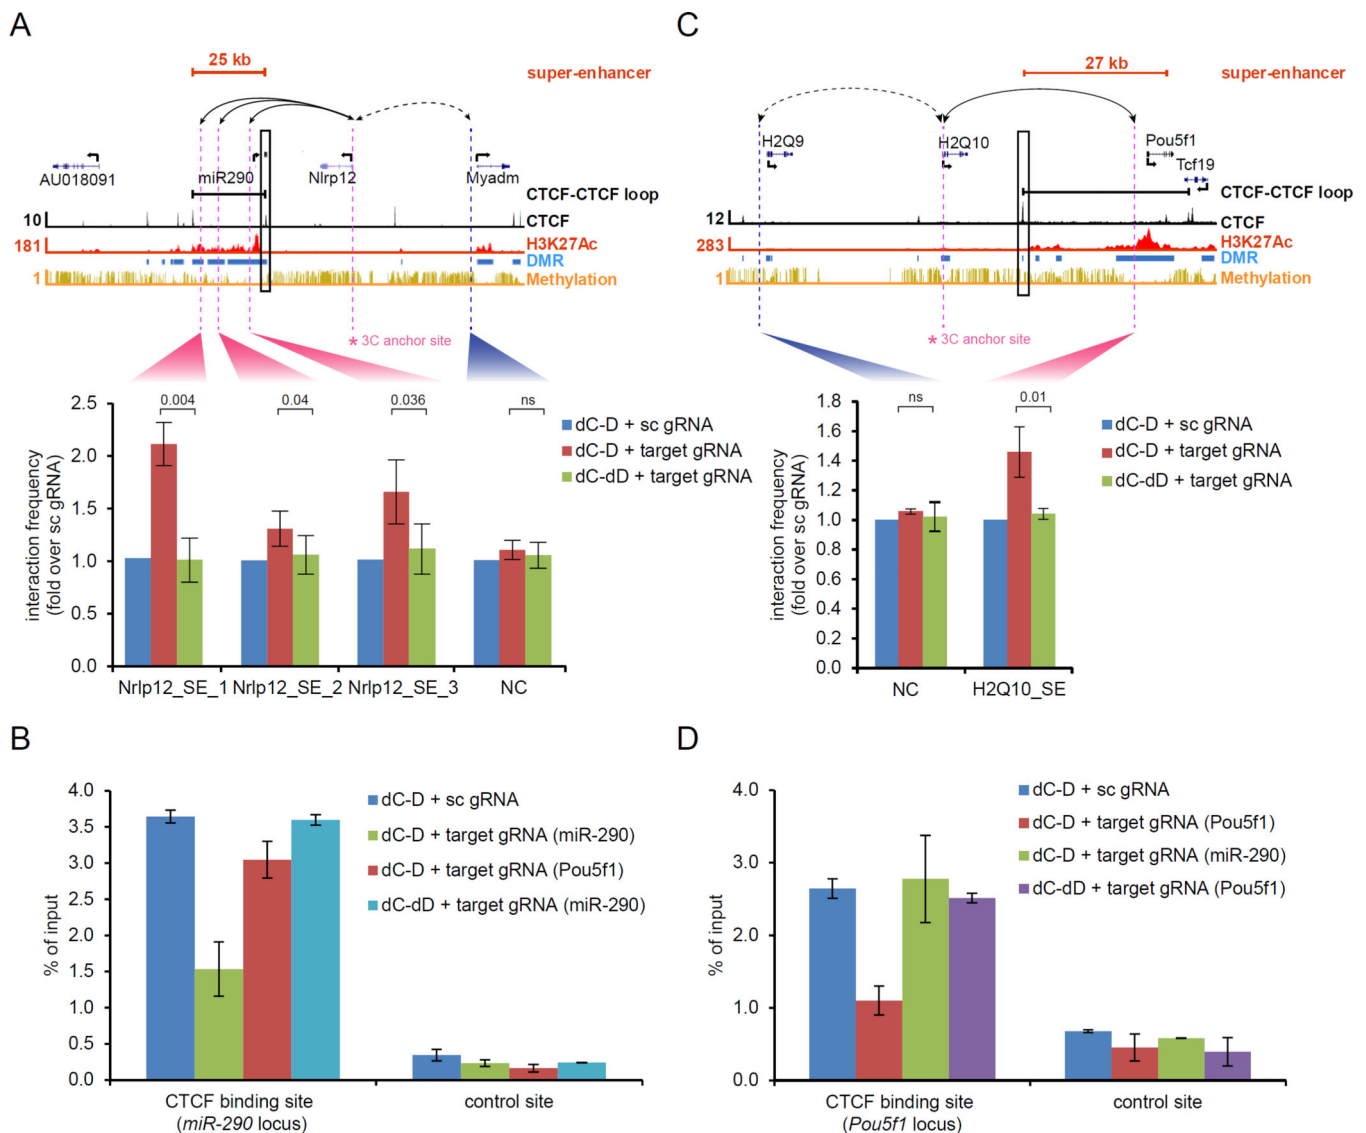 A
25 kb
super-enhancer
AU018091
miR290
Nlrp12
Myadm
CTCF-CTCF loop
10
CTCF
181
H3K27Ac
DMR
1
Methylation
* 3C anchor site
interaction frequency
(fold over sc gRNA)
2.5
2.0
1.5
1.0
0.5
0.0
0.004
0.04
0.036
ns
dC-D + sc gRNA
dC-D + target gRNA
dC-dD + target gRNA
Nrlp12_SE_1
Nrlp12_SE_2
Nrlp12_SE_3
NC
C
27 kb
super-enhancer
H2Q9
H2Q10
Pou5f1
Tcf19
CTCF-CTCF loop
12
CTCF
283
H3K27Ac
DMR
1
Methylation
* 3C anchor site
interaction frequency
(fold over sc gRNA)
1.8
1.6
1.4
1.2
1.0
0.8
0.6
0.4
0.2
0.0
ns
0.01
dC-D + sc gRNA
dC-D + target gRNA
dC-dD + target gRNA
NC
H2Q10_SE
B
% of input
4.0
3.5
3.0
2.5
2.0
1.5
1.0
0.5
0.0
dC-D + sc gRNA
dC-D + target gRNA (miR-290)
dC-D + target gRNA (Pou5f1)
dC-dD + target gRNA (miR-290)
CTCF binding site
(miR-290 locus)
control site
D
% of input
4.0
3.0
2.0
1.0
0.0
dC-D + sc gRNA
dC-D + target gRNA (Pou5f1)
dC-D + target gRNA (miR-290)
dC-dD + target gRNA (Pou5f1)
CTCF binding site
(Pou5f1 locus)
control site